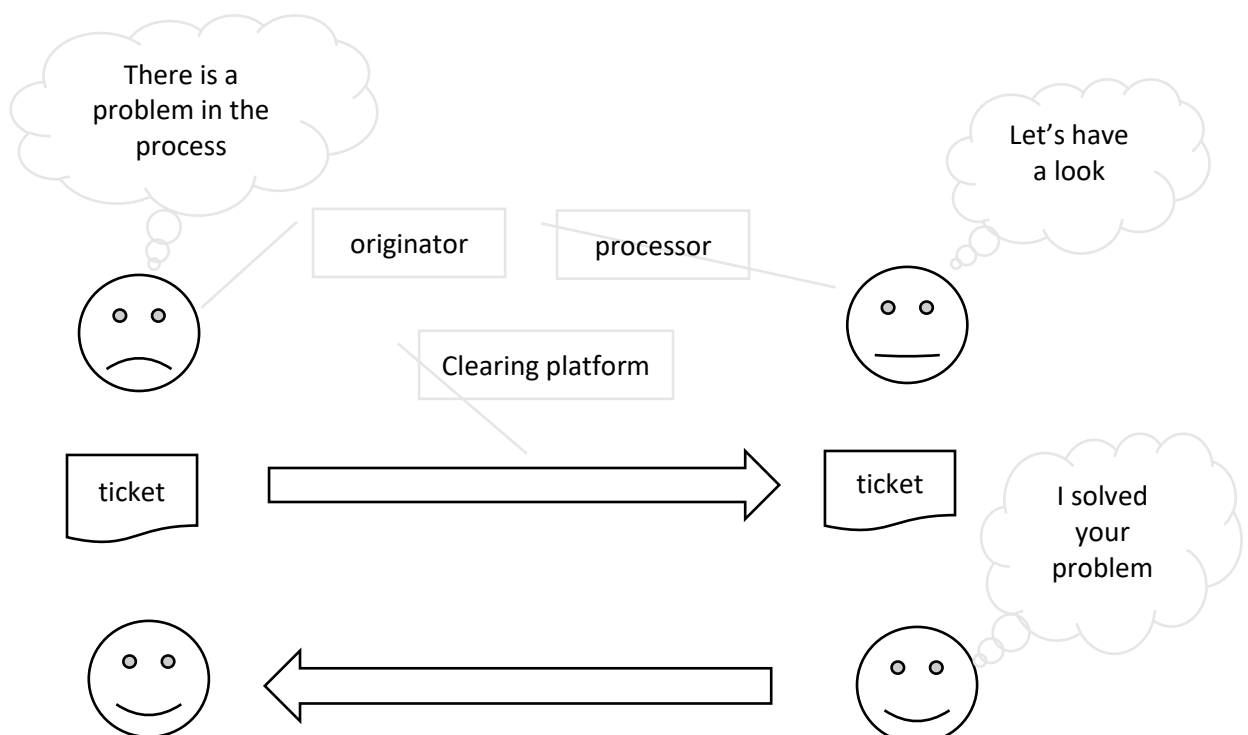 There is a
problem in the
process
Let’s have
a look
originator
processor
Clearing platform
ticket
ticket
I solved
your
problem